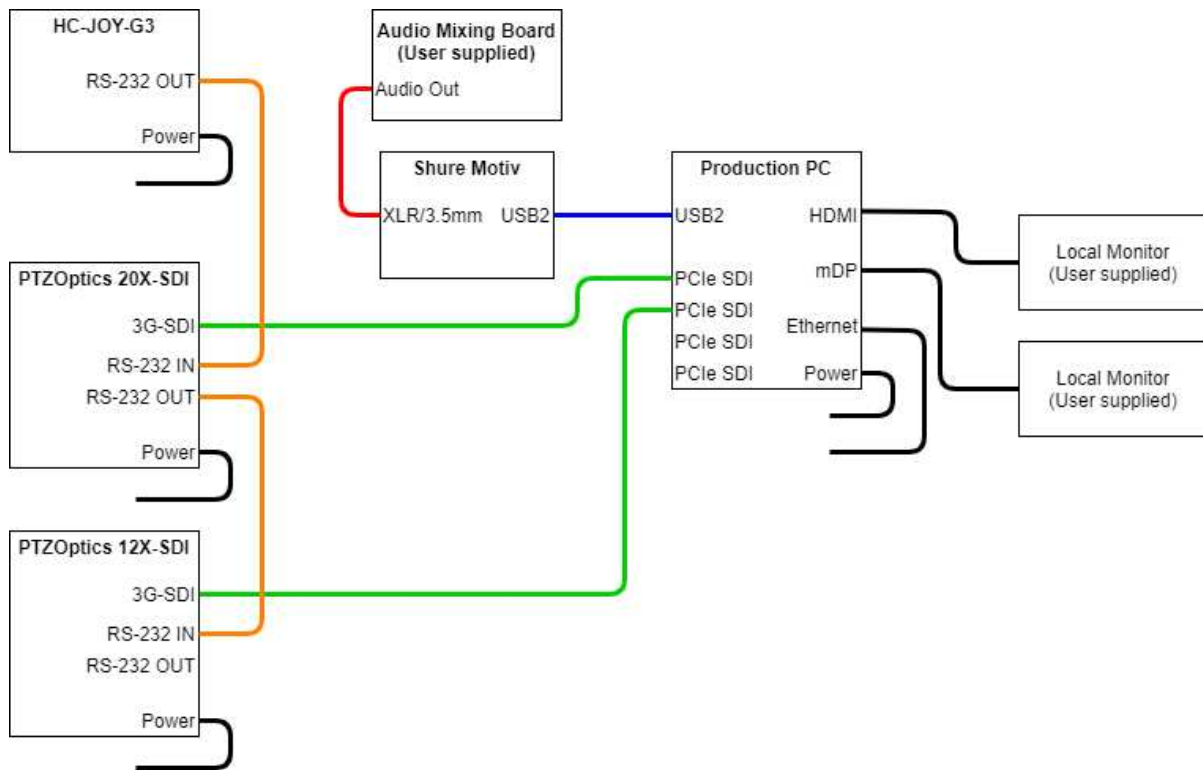 HC-JOY-G3
RS-232 OUT
Power
Audio Mixing Board
(User supplied)
Audio Out
Shure Motiv
XLR/3.5mm USB2
Production PC
USB2 HDMI
PCIe SDI mDP
PCIe SDI Ethernet
PCIe SDI
PCIe SDI Power
Local Monitor
(User supplied)
Local Monitor
(User supplied)
PTZOptics 20X-SDI
3G-SDI
RS-232 IN
RS-232 OUT
Power
PTZOptics 12X-SDI
3G-SDI
RS-232 IN
RS-232 OUT
Power